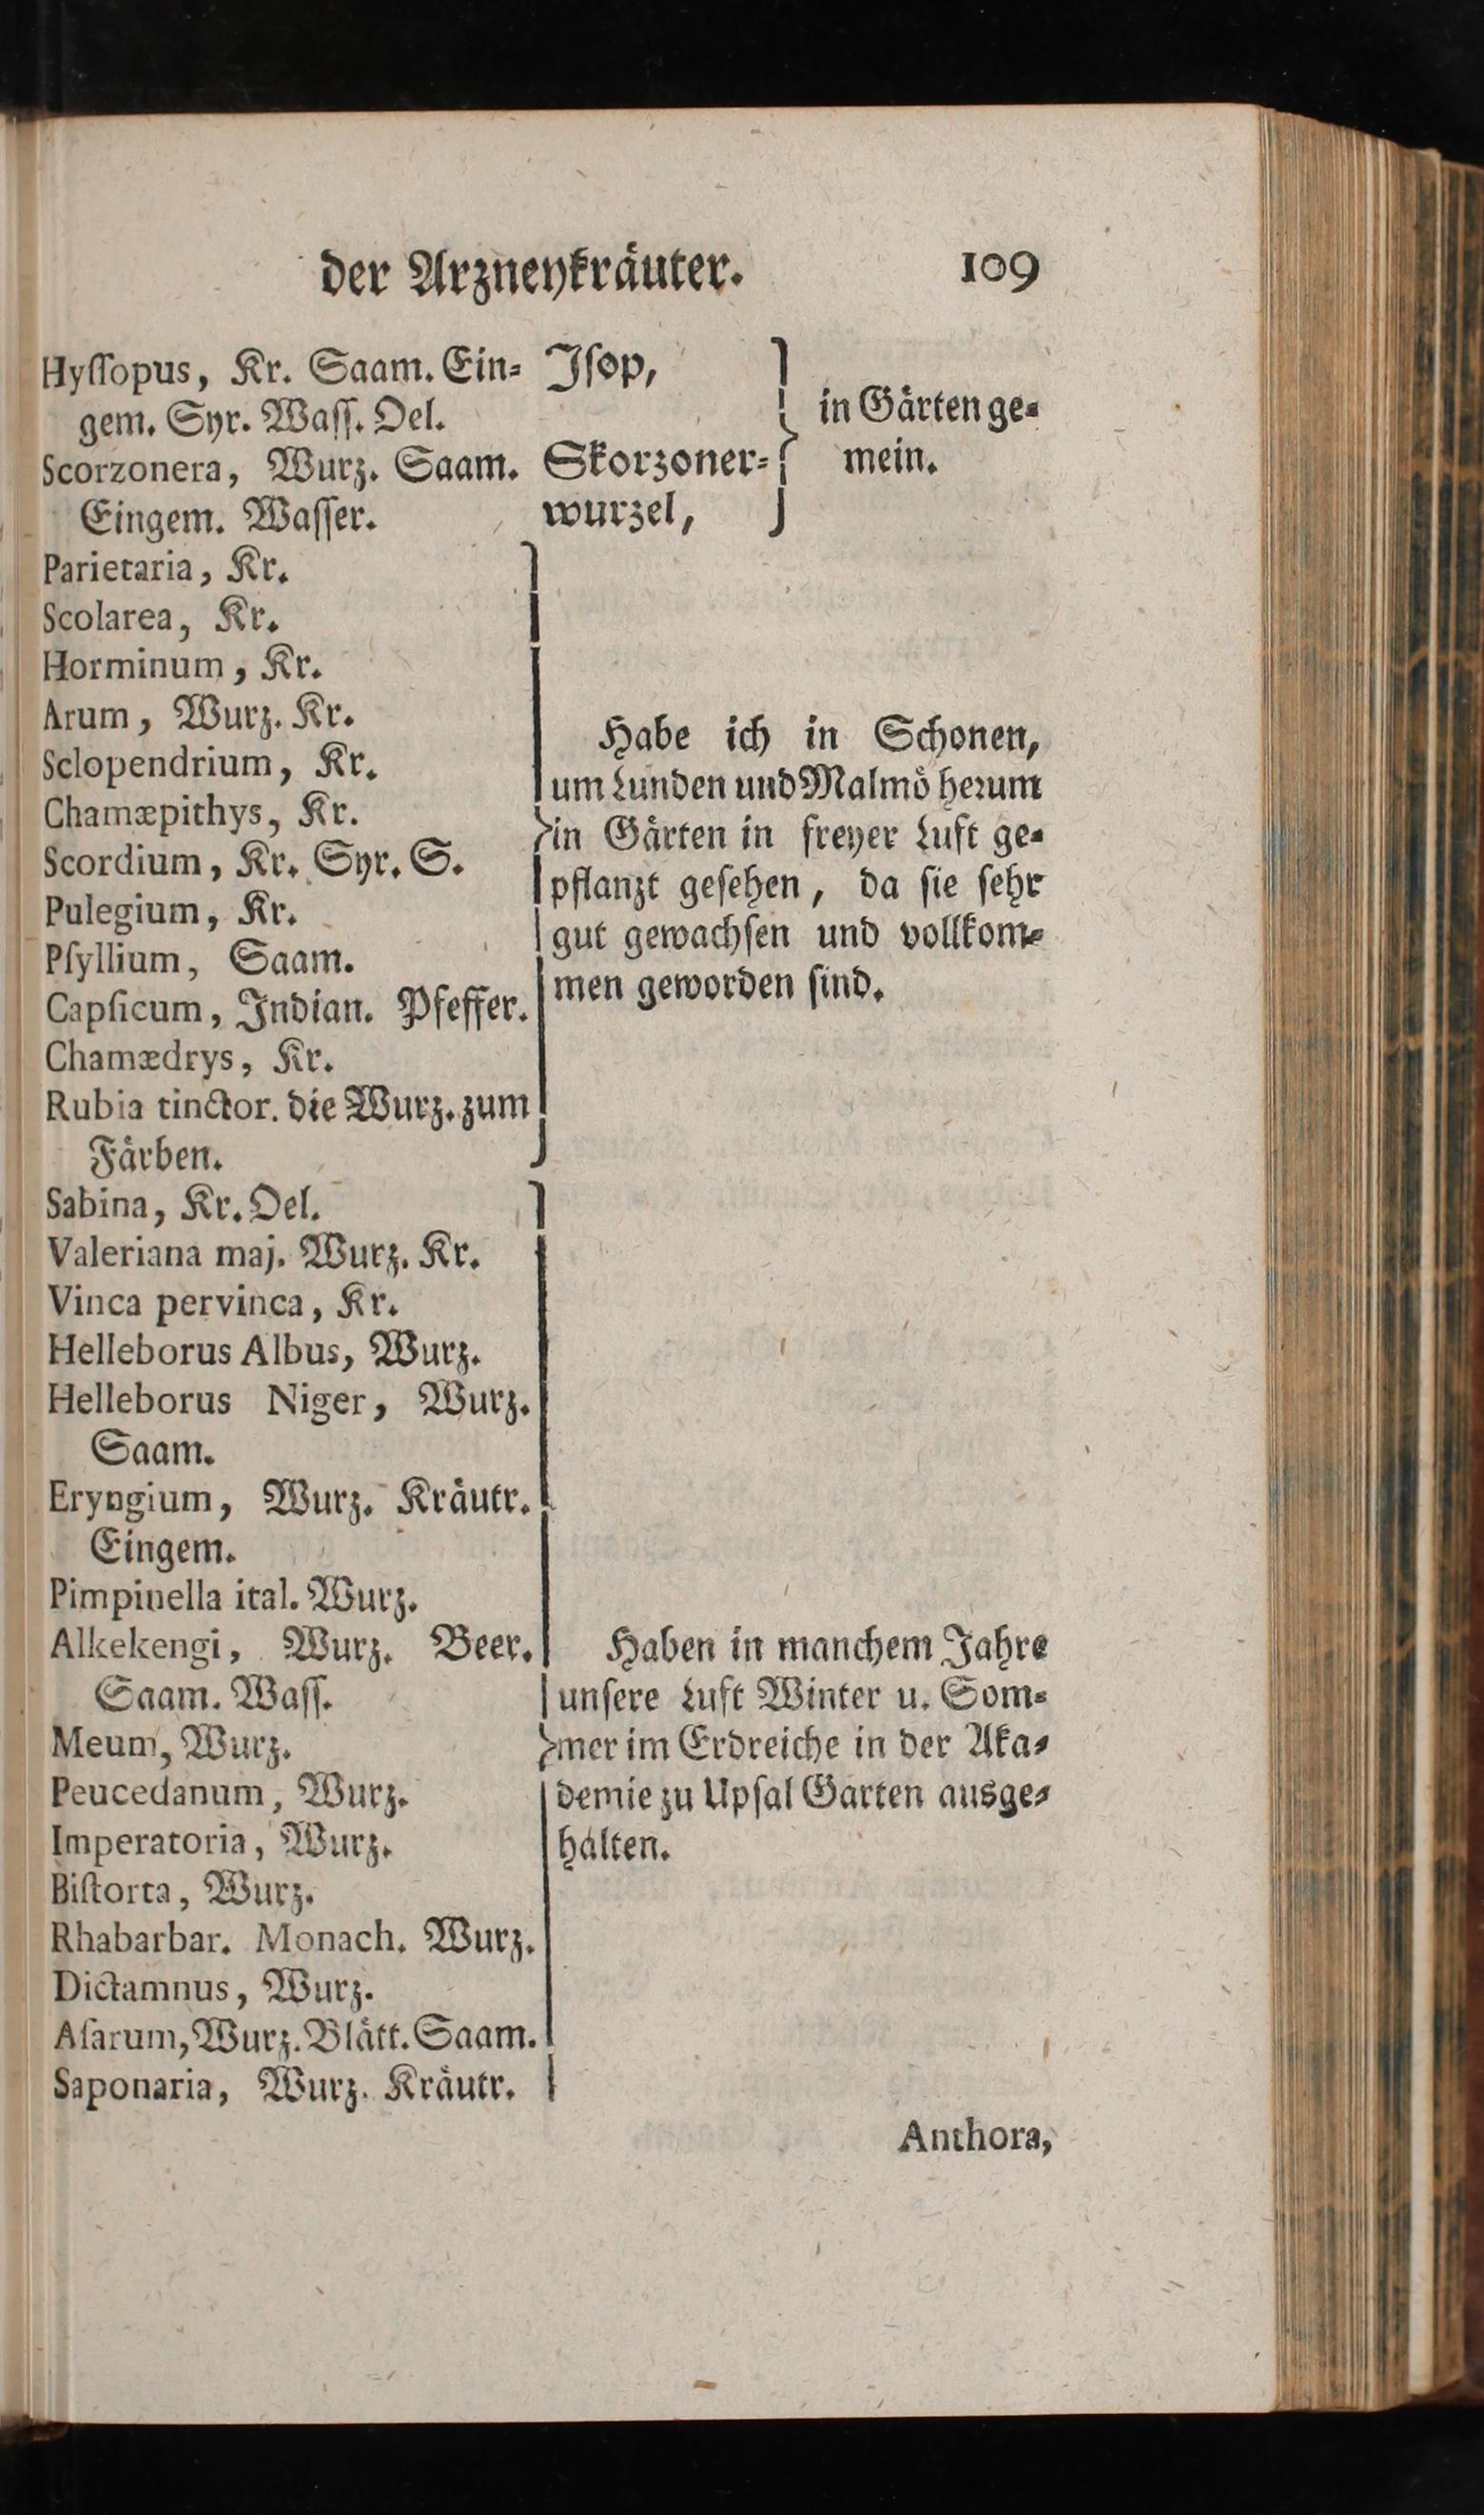 der Arzneykräuter. 109
Hyſſopus, Kr. Saam. Ein⸗ Iſop,
gem. Syr. Waſſ. Oel.
Scorzonera, Wurz. Saam. Skorzoner⸗
Eingem. Waſſer. wurzel,
in Gärten ge⸗
mein.
Parietaria, Kr.
Scolarea, Kr.
Horminum, Kr.
Arum, Wurz. Kr.
Sclopendrium, Kr.
Chamæpithys, Kr.
Scordium, Kr. Syr. S.
Pulegium, Kr.
Pſyllium, Saam.
Capſicum, Indian. Pfeffer.
Chamædrys, Kr.
Rubia tinctor. die Wurz. zum
Färben.
Habe ich in Schonen,
um Lunden und Malmö herum
in Gärten in freyer Luft ge⸗
pflanzt geſehen, da ſie ſehr
gut gewachſen und vollkom⸗
men geworden ſind.
Sabina, Kr. Oel.
Valeriana maj. Wurz. Kr.
Vinca pervinca, Kr.
Helleborus Albus, Wurz.
Helleborus Niger, Wurz.
Saam.
Eryngium, Wurz. Kräutr.
Eingem.
Pimpinella ital. Wurz.
Alkekengi, Wurz. Beer.
Saam. Waſſ.
Meum, Wurz.
Peucedanum, Wurz.
Imperatoria, Wurz.
Biſtorta, Wurz.
Rhabarbar. Monach. Wurz.
Dictamnus, Wurz.
Aſarum, Wurz. Blätt. Saam.
Saponaria, Wurz. Kräutr.
Haben in manchem Jahre
unſere Luft Winter u. Som⸗
mer im Erdreiche in der Aka⸗
demie zu Upſal Garten ausge⸗
halten.
Anthora,